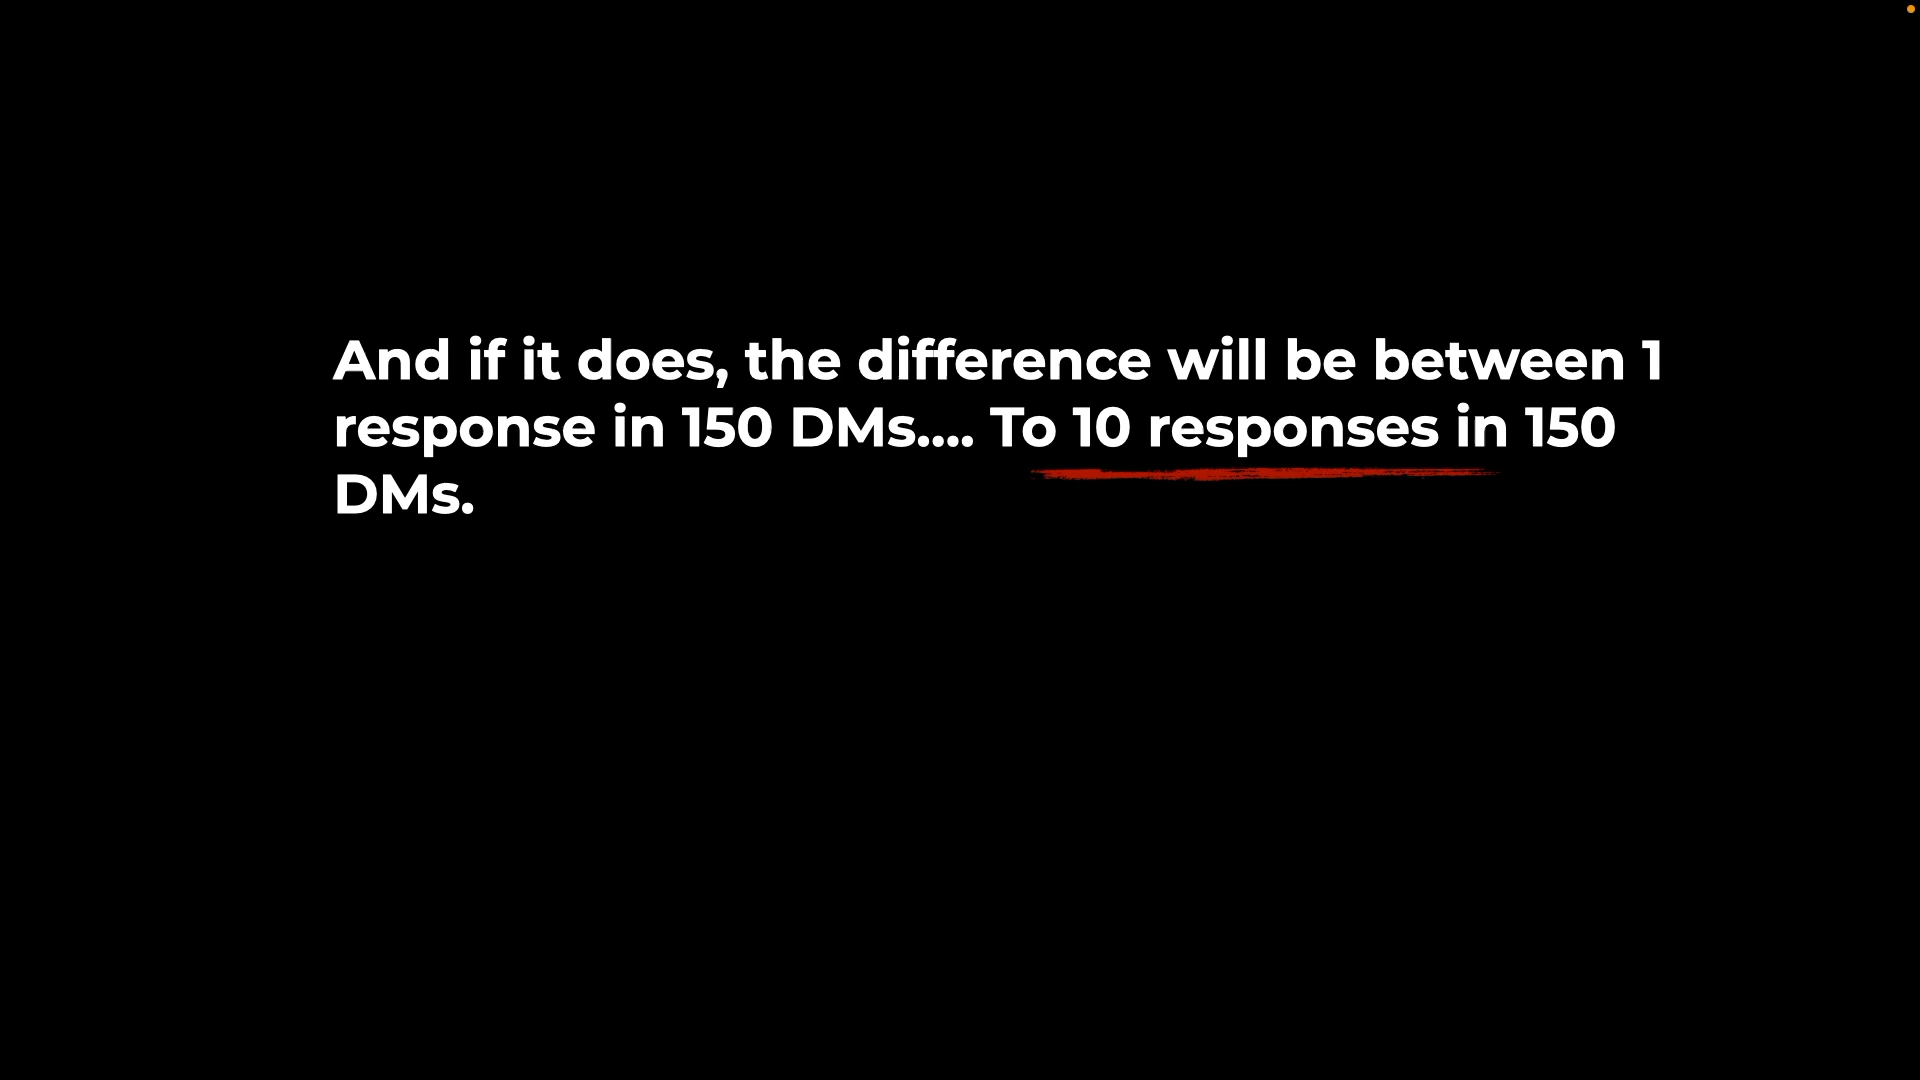 And if it does, the difference will be between 1
response in 150 DMs.... To 10 responses in 150
DMs.